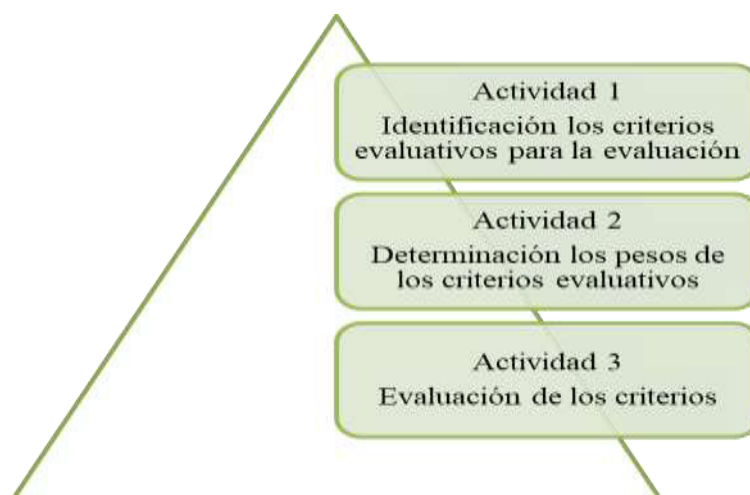 Actividad 1
Identificación los criterios
evaluativos para la evaluación
Actividad 2
Determinación los pesos de
los criterios evaluativos
Actividad 3
Evaluación de los criterios